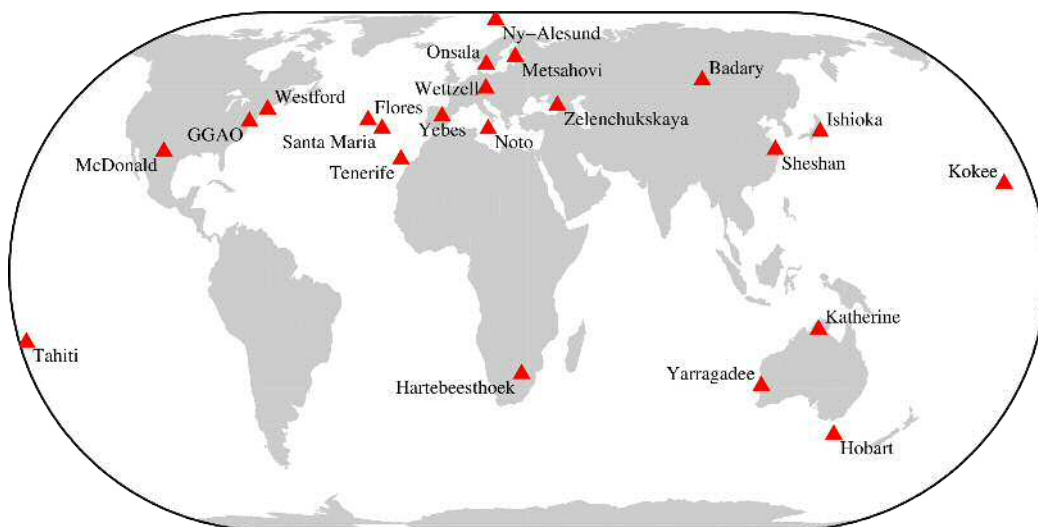 Ny-Alesund
Onsala
Metsahovi
Badary
Wettzell
Westford
Flores
Zelenchukskaya
Ishioka
GGAO
Santa Maria
Yebes
Noto
McDonald
Tenerife
Sheshan
Kokee
Katherine
Tahiti
Yarragadee
Hartebeesthoek
Hobart